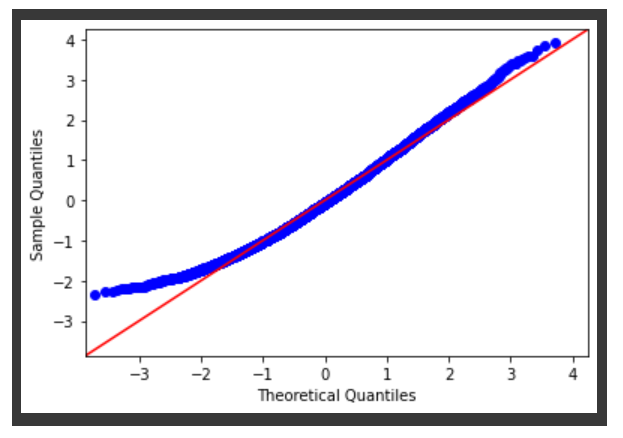 4
3
2
1
0
−1
−2
−3
Sample Quantiles
−3 −2 −1 0 1 2 3 4
Theoretical Quantiles